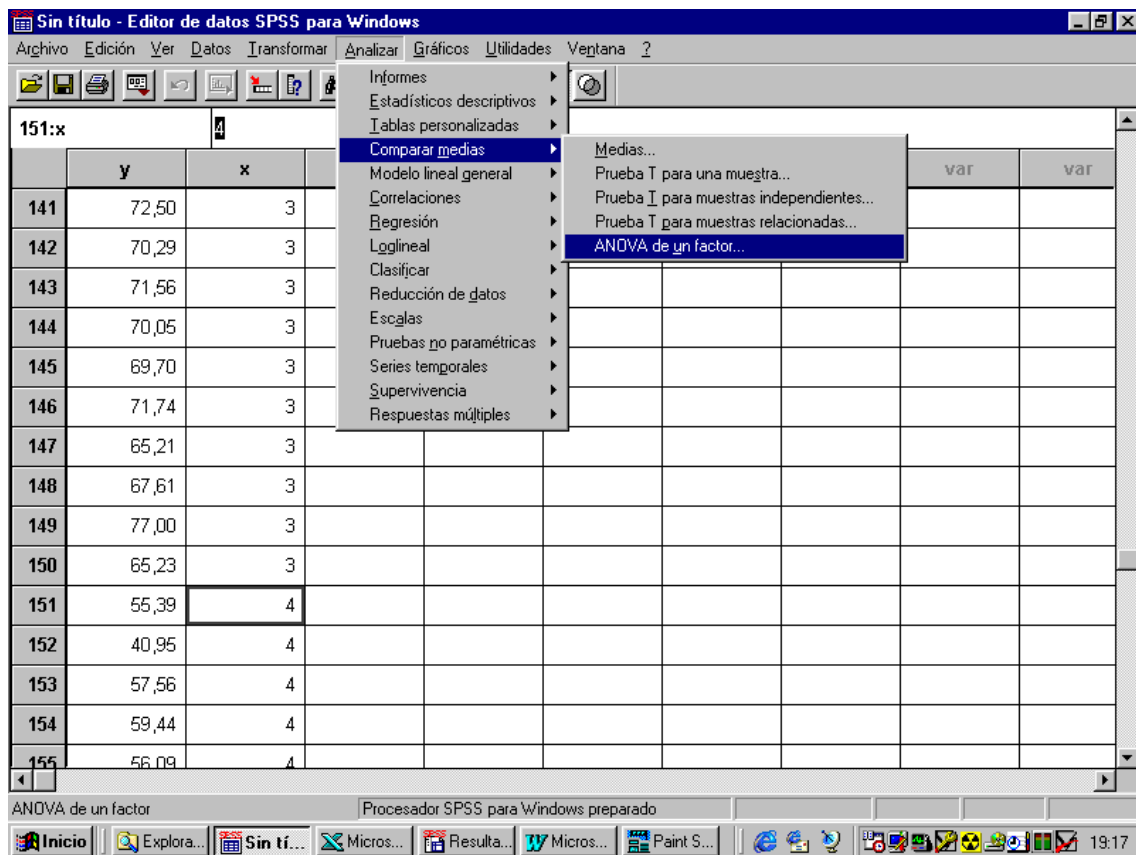 Sin título - Editor de datos SPSS para Windows
Archivo Edición Ver Datos Transformar Analizar Gráficos Utilidades Ventana ?
151:x 4
Informes
Estadísticos descriptivos
Tablas personalizadas
Comparar medias
Modelo lineal general
Correlaciones
Regresión
Loglineal
Clasificar
Reducción de datos
Escalas
Pruebas no paramétricas
Series temporales
Supervivencia
Respuestas múltiples
Medias...
Prueba T para una muestra...
Prueba T para muestras independientes...
Prueba T para muestras relacionadas...
ANOVA de un factor...
y x var var
141 72,50 3
142 70,29 3
143 71,56 3
144 70,05 3
145 69,70 3
146 71,74 3
147 65,21 3
148 67,61 3
149 77,00 3
150 65,23 3
151 55,39 4
152 40,95 4
153 57,56 4
154 59,44 4
155 56,09 4
ANOVA de un factor Procesador SPSS para Windows preparado
Inicio Explora... Sin tí... Micros... Resulta... Micros... Paint S... 19:17